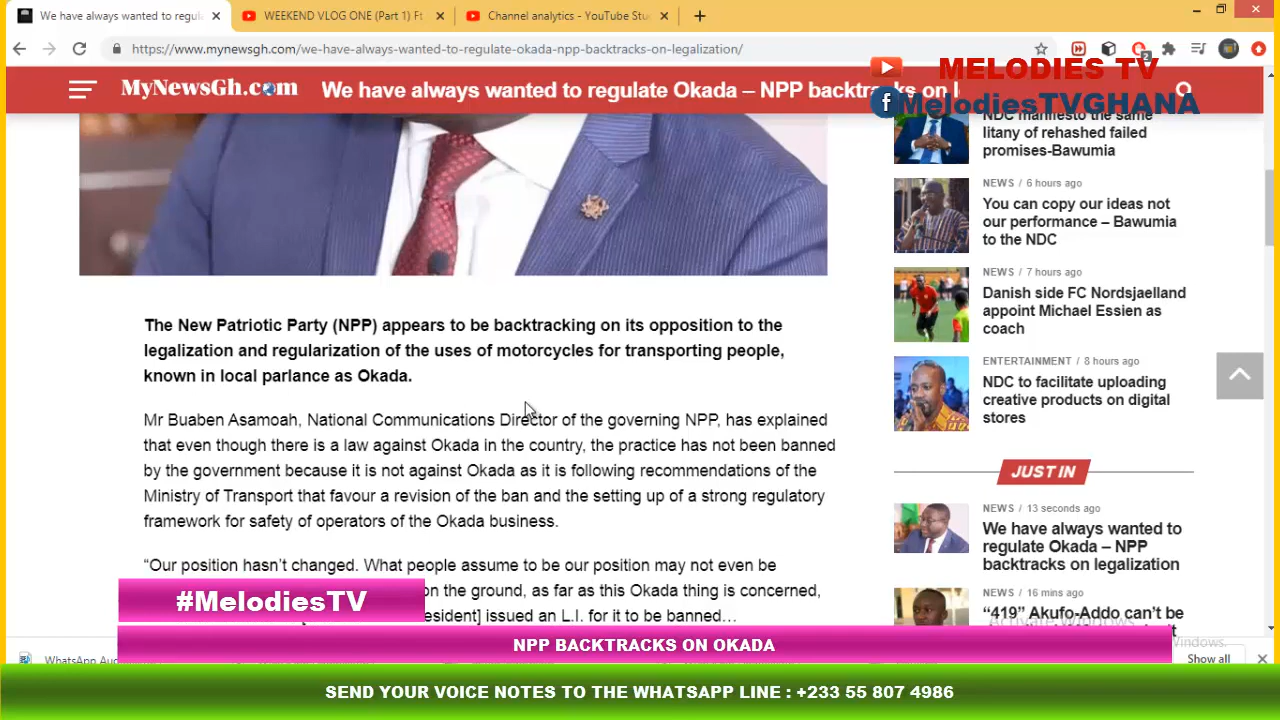 We have always wanted to regula
WEEKEND VLOG ONE (Part 1) Ft
Channel analytics - YouTube Stu
https://www.mynewsgh.com/we-have-always-wanted-to-regulate-okada-npp-backtracks-on-legalization/
2
MELODIES TV
MyNewsGh.com
We have always wanted to regulate Okada – NPP backtracks on l
MelodiesTVGHANA
NDC manifesto the same
litany of rehashed failed
promises-Bawumia
NEWS / 6 hours ago
You can copy our ideas not
our performance – Bawumia
to the NDC
NEWS / 7 hours ago
Danish side FC Nordsjaelland
appoint Michael Essien as
coach
ENTERTAINMENT / 8 hours ago
NDC to facilitate uploading
creative products on digital
stores
JUST IN
NEWS / 13 seconds ago
We have always wanted to
regulate Okada – NPP
backtracks on legalization
NEWS / 16 mins ago
“419” Akufo-Addo can’t be
Activate Windows
Windows.
The New Patriotic Party (NPP) appears to be backtracking on its opposition to the
legalization and regularization of the uses of motorcycles for transporting people,
known in local parlance as Okada.
Mr Buaben Asamoah, National Communications Director of the governing NPP, has explained
that even though there is a law against Okada in the country, the practice has not been banned
by the government because it is not against Okada as it is following recommendations of the
Ministry of Transport that favour a revision of the ban and the setting up of a strong regulatory
framework for safety of operators of the Okada business.
“Our position hasn’t changed. What people assume to be our position may not even be
on the ground, as far as this Okada thing is concerned,
esident] issued an L.I. for it to be banned…
#MelodiesTV
NPP BACKTRACKS ON OKADA
WhatsApp Au
Show all
SEND YOUR VOICE NOTES TO THE WHATSAPP LINE : +233 55 807 4986